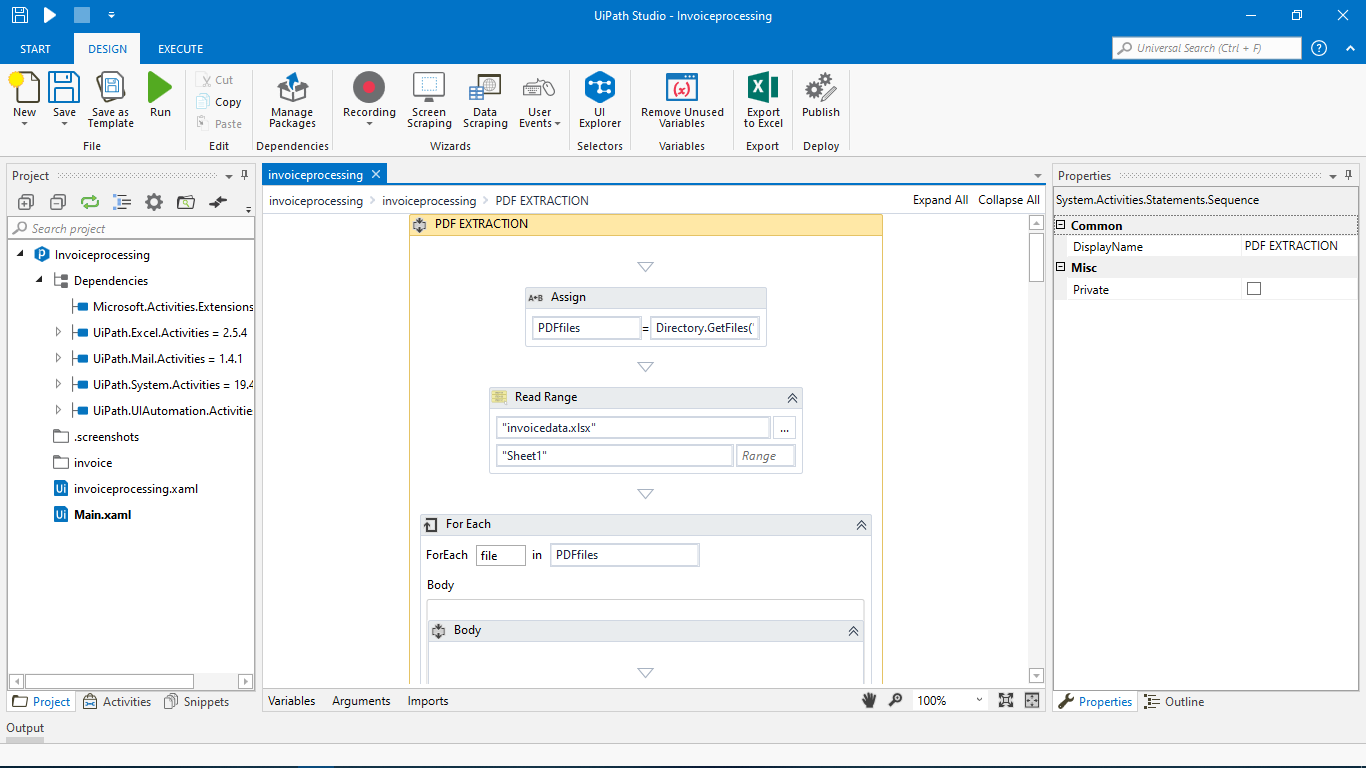 UiPath Studio - Invoiceprocessing
START DESIGN EXECUTE
Universal Search (Ctrl + F)
New
Save
Save as Template
Run
Cut
Copy
Paste
Manage Packages
Recording
Screen Scraping
Data Scraping
User Events
UI Explorer
Remove Unused Variables
Export to Excel
Publish
File Edit Dependencies Wizards Selectors Variables Export Deploy
Project
Search project
Invoiceprocessing
Dependencies
Microsoft.Activities.Extensions
UiPath.Excel.Activities = 2.5.4
UiPath.Mail.Activities = 1.4.1
UiPath.System.Activities = 19.4
UiPath.UIAutomation.Activitie
.screenshots
invoice
Ui invoiceprocessing.xaml
Ui Main.xaml
Project Activities Snippets
Output
invoiceprocessing
invoiceprocessing invoiceprocessing PDF EXTRACTION Expand All Collapse All
PDF EXTRACTION
A+B Assign
PDFfiles = Directory.GetFiles('
Read Range
"invoicedata.xlsx" ...
"Sheet1" Range
For Each
ForEach file in PDFfiles
Body
Body
Variables Arguments Imports 100%
Properties
System.Activities.Statements.Sequence
Common
DisplayName PDF EXTRACTION
Misc
Private
Properties Outline